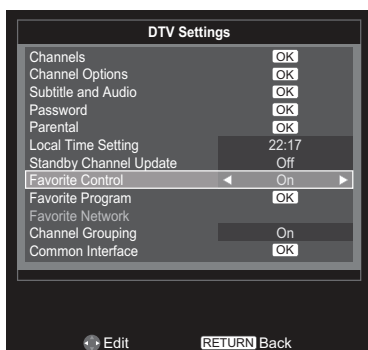 DTV Settings
Channels OK
Channel Options OK
Subtitle and Audio OK
Password OK
Parental OK
Local Time Setting 22:17
Standby Channel Update Off
Favorite Control On
Favorite Program OK
Favorite Network
Channel Grouping On
Common Interface OK
Edit RETURN Back